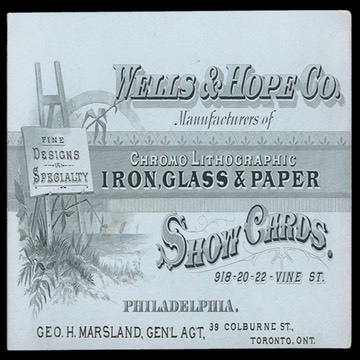 Wells & Hope Co.
Manufacturers of
FINE
DESIGNS
A
SPECIALTY
CHROMO LITHOGRAPHIC
IRON, GLASS & PAPER
Show Cards.
918-20-22-VINE ST.
PHILADELPHIA.
GEO. H. MARSLAND, GENL AGT, 39 COLBURNE ST.,
TORONTO. ONT.